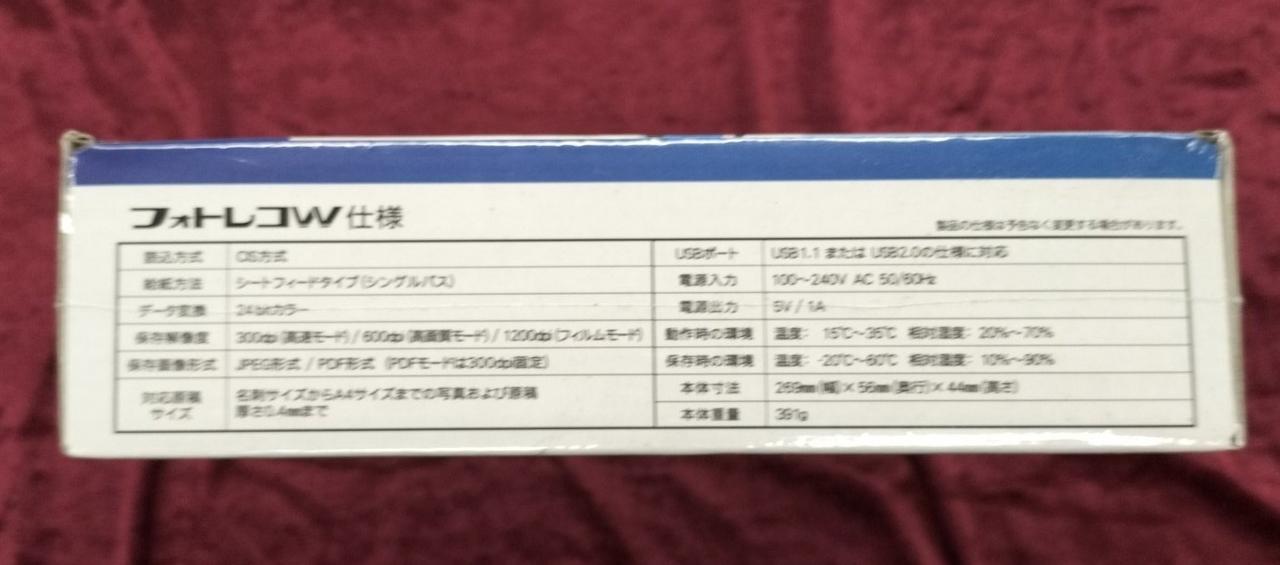 フォトレコW 仕様
製品の仕様は予告なく変更する場合があります。
読込方式 CIS方式
給紙方法 シートフィードタイプ(シングルパス)
データ変換 24bitカラー
保存解像度 300dpi(高速モード) / 600dpi(高画質モード) / 1200dpi(フィルムモード)
保存画像形式 JPEG形式 / PDF形式 (PDFモードは300dpi固定)
対応原稿サイズ 名刺サイズからA4サイズまでの写真および原稿
厚さ0.4mmまで
USBポート USB1.1 または USB2.0の仕様に対応
電源入力 100~240V AC 50/60Hz
電源出力 5V / 1A
動作時の環境 温度: 15℃~35℃ 相対湿度: 20%~70%
保存時の環境 温度: -20℃~60℃ 相対湿度: 10%~90%
本体寸法 269mm(幅)×56mm(奥行)×44mm(高さ)
本体重量 391g